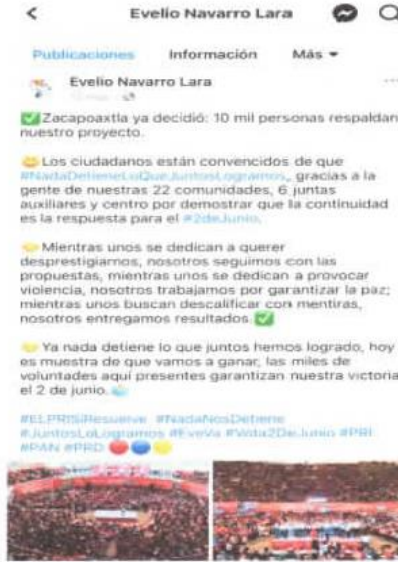 Evelio Navarro Lara
Publicaciones Información Más
Evelio Navarro Lara
Zacapoaxtla ya decidió: 10 mil personas respaldan
nuestro proyecto.
Los ciudadanos están convencidos de que
#NadaDetieneLoQueJuntosLogramos, gracias a la
gente de nuestras 22 comunidades, 6 juntas
auxiliares y centro por demostrar que la continuidad
es la respuesta para el #2deJunio.
Mientras unos se dedican a querer
desprestigiarnos, nosotros seguimos con las
propuestas, mientras unos se dedican a provocar
violencia, nosotros trabajamos por garantizar la paz;
mientras unos buscan descalificar con mentiras,
nosotros entregamos resultados.
Ya nada detiene lo que juntos hemos logrado, hoy
es muestra de que vamos a ganar, las miles de
voluntades aquí presentes garantizan nuestra victoria
el 2 de junio.
#ELPRISiResuelve #NadaNosDetiene
#JuntosLoLogramos #EveVa #Vota2DeJunio #PRI
#PAN #PRD